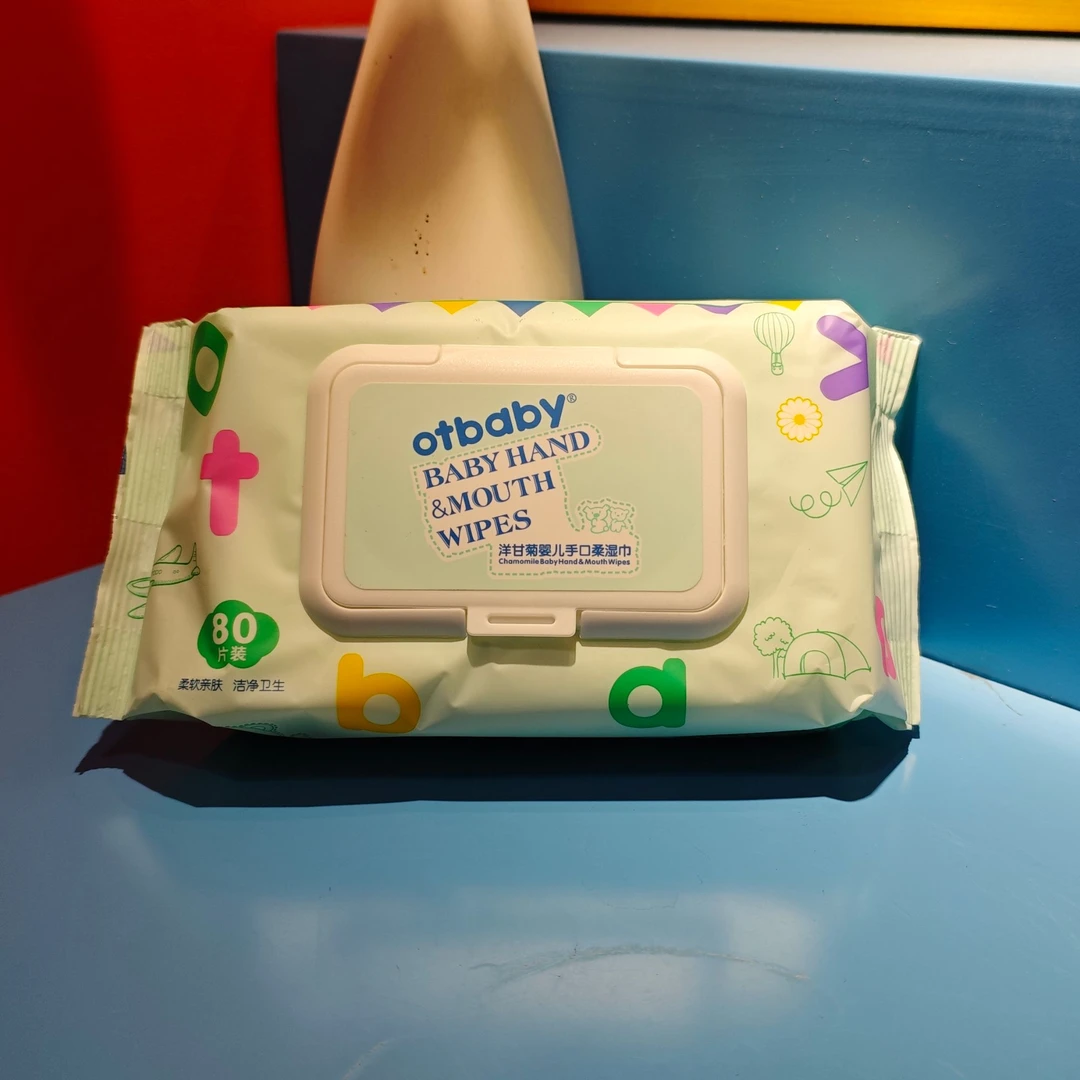 otbaby®
BABY HAND
&MOUTH
WIPES
洋甘菊婴儿手口柔湿巾
Chamomile Baby Hand & Mouth Wipes
o
t
b
a
y
80
片装
柔软亲肤 洁净卫生